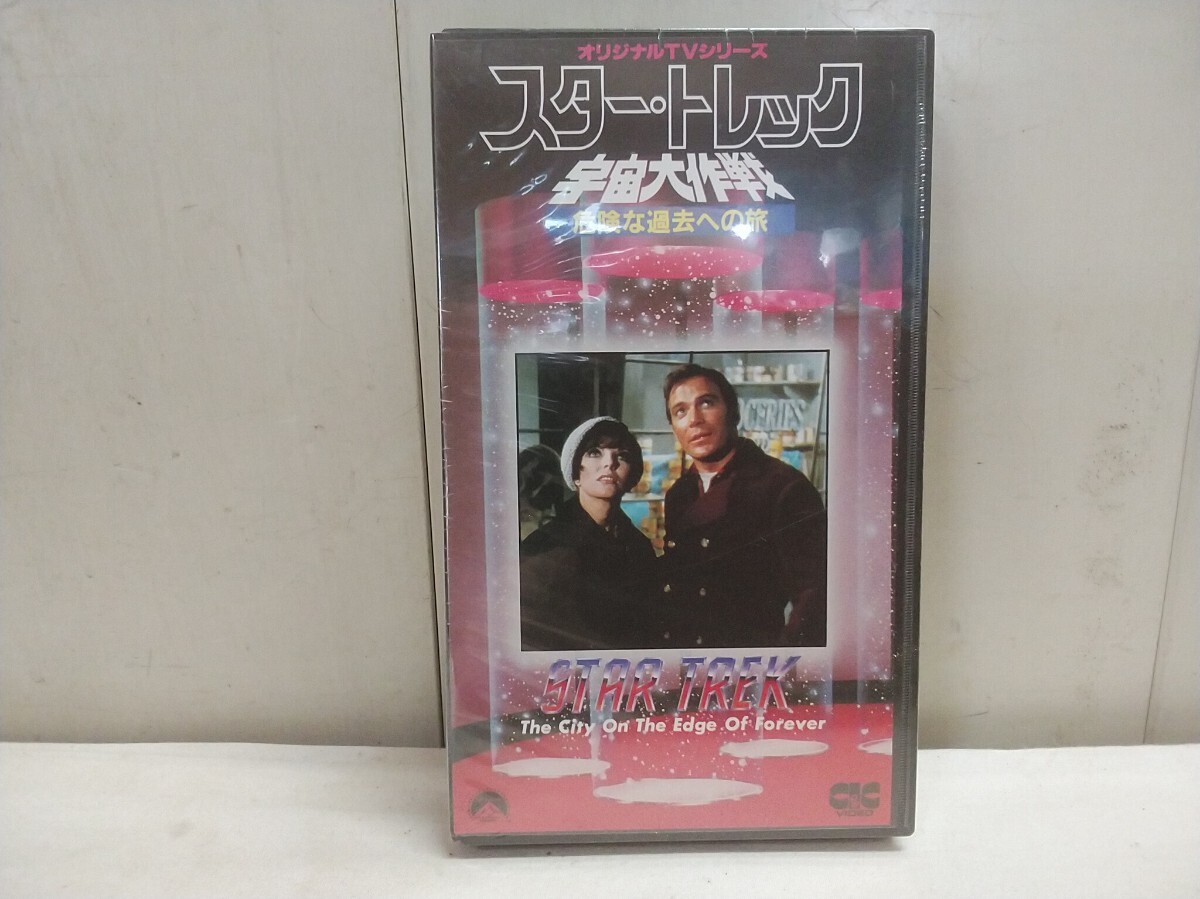 オリジナルTVシリーズ
スター・トレック
宇宙大作戦
危険な過去への旅
CERIES
STAR TREK
The City On The Edge Of Forever
CIC
VIDEO